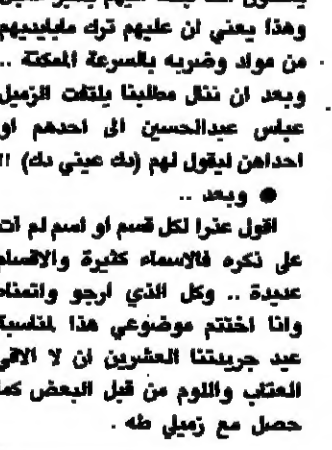 وهذا يعني ان عليهم ترك مابايديهم
من مواد وضربه بالسرعة الممكنة ..
وبعد ان ننال مطلبنا يلتفت الزميل
عباس عبدالحسين الى احدهم او
احداهن ليقول لهم (دك عيني دك) !!
● وبعد ..
اقول عذرا لكل قسم او اسم لم آت
على ذكره فالاسماء كثيرة والاقسام
عديدة .. وكل الذي ارجو واتمناه
وانا اختتم موضوعي هذا لمناسبة
عيد جريدتنا العشرين ان لا الاقي
العتاب واللوم من قبل البعض كما
حصل مع زميلي طه .